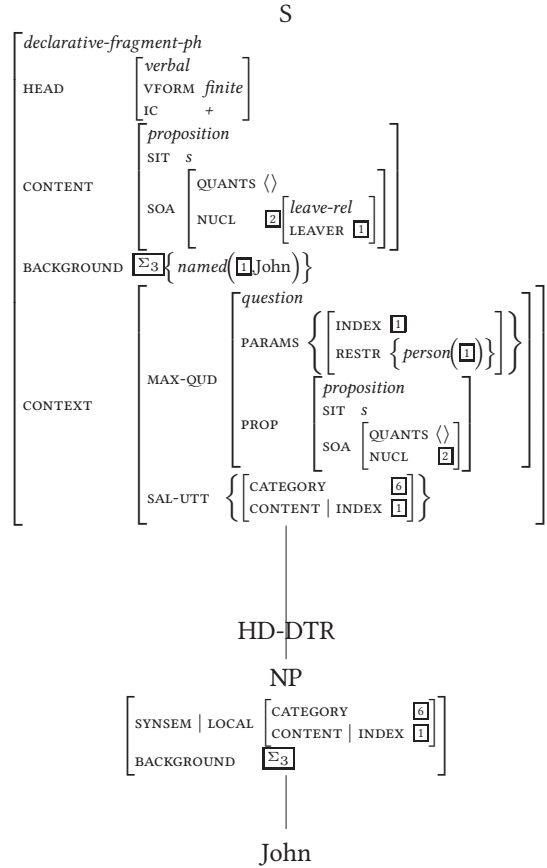 S
declarative-fragment-ph
HEAD verbal
VFORM finite
IC +
CONTENT proposition
SIT s
SOA QUANTS ⟨⟩
NUCL 2 leave-rel
LEAVER 1
BACKGROUND Σ3 { named( 1 ,John ) }
CONTEXT MAX-QUD question
PARAMS { INDEX 1
RESTR { person( 1 ) } }
PROP proposition
SIT s
SOA QUANTS ⟨⟩
NUCL 2
SAL-UTT { CATEGORY 6
CONTENT | INDEX 1 }
HD-DTR
NP
SYNSEM | LOCAL CATEGORY 6
CONTENT | INDEX 1
BACKGROUND Σ3
John